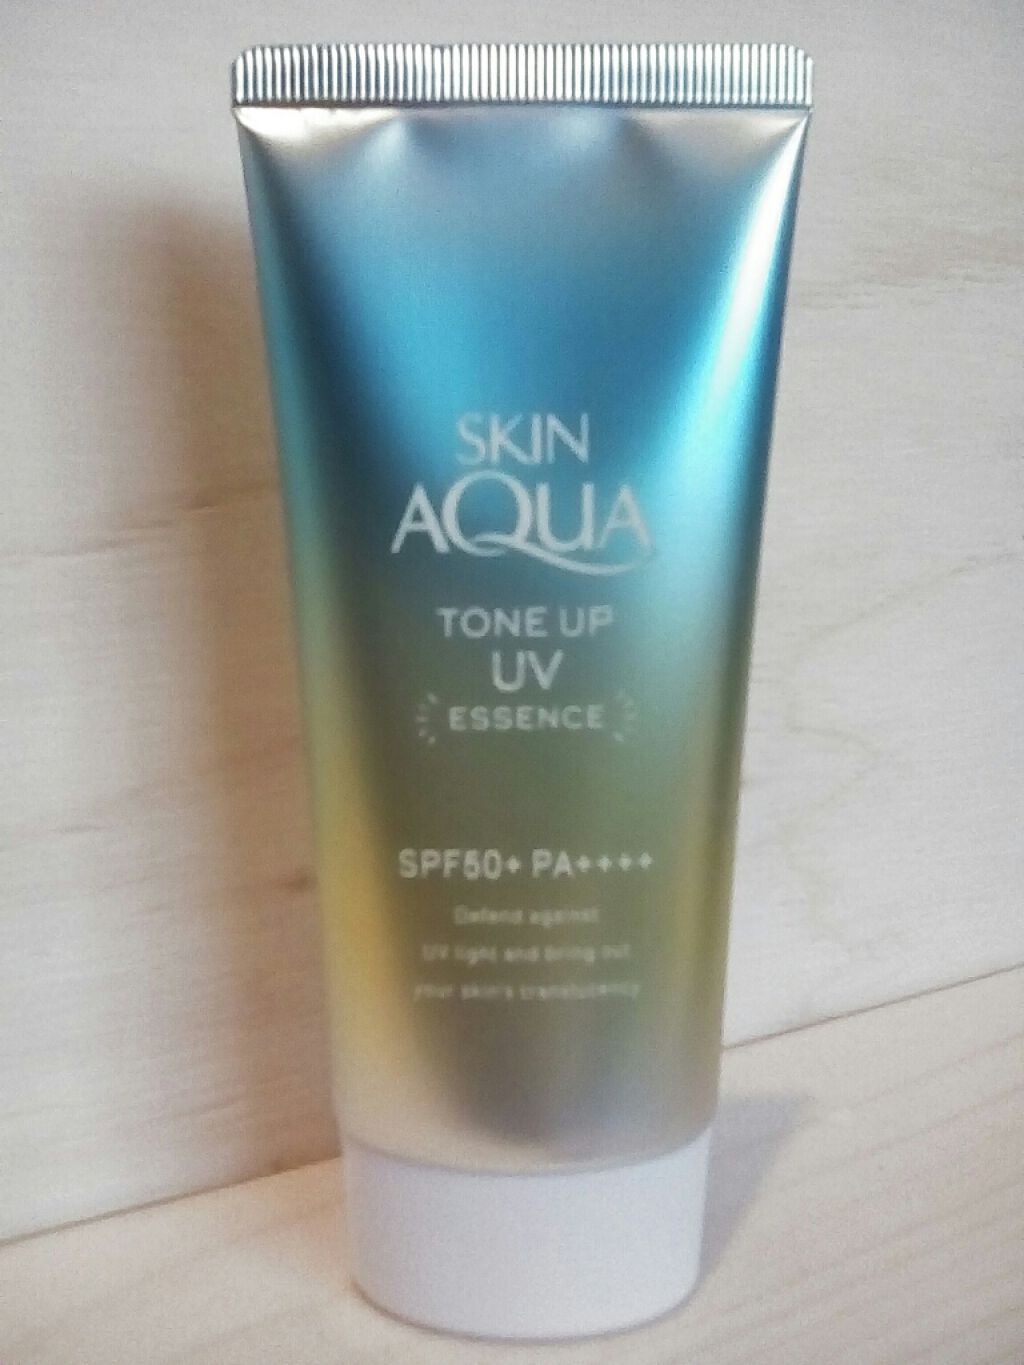 SKIN
AQUA
TONE UP
UV
ESSENCE
SPF50+ PA++++
Defend against
UV light and bring out
your skin's translucency